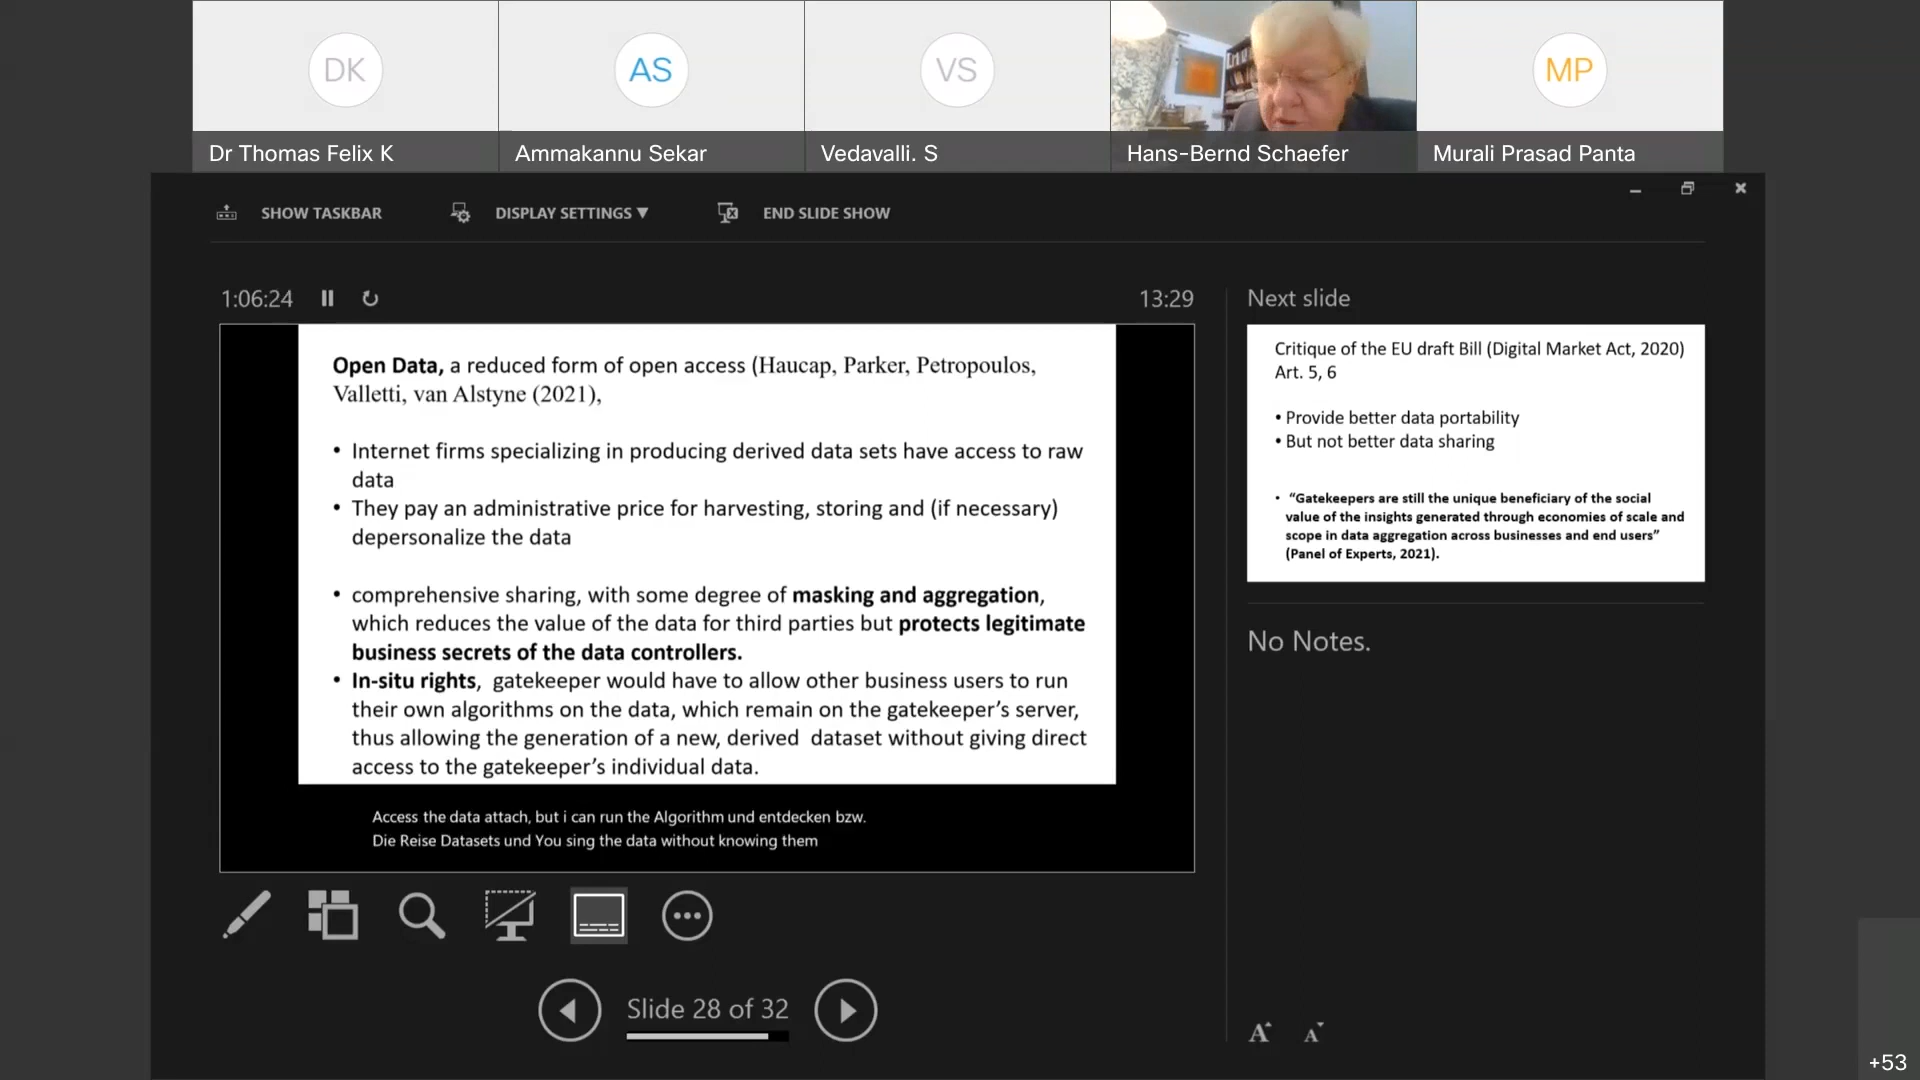 DK
AS
VS
MP
Dr Thomas Felix K
Ammakannu Sekar
Vedavalli. S
Hans-Bernd Schaefer
Murali Prasad Panta
SHOW TASKBAR
DISPLAY SETTINGS ▼
END SLIDE SHOW
1:06:24
13:29
Open Data, a reduced form of open access (Haucap, Parker, Petropoulos,
Valletti, van Alstyne (2021),
• Internet firms specializing in producing derived data sets have access to raw
data
• They pay an administrative price for harvesting, storing and (if necessary)
depersonalize the data
• comprehensive sharing, with some degree of masking and aggregation,
which reduces the value of the data for third parties but protects legitimate
business secrets of the data controllers.
• In-situ rights, gatekeeper would have to allow other business users to run
their own algorithms on the data, which remain on the gatekeeper's server,
thus allowing the generation of a new, derived dataset without giving direct
access to the gatekeeper's individual data.
Access the data attach, but i can run the Algorithm und entdecken bzw.
Die Reise Datasets und You sing the data without knowing them
Slide 28 of 32
Next slide
Critique of the EU draft Bill (Digital Market Act, 2020)
Art. 5, 6
• Provide better data portability
• But not better data sharing
• “Gatekeepers are still the unique beneficiary of the social
value of the insights generated through economies of scale and
scope in data aggregation across businesses and end users”
(Panel of Experts, 2021).
No Notes.
A A
+53